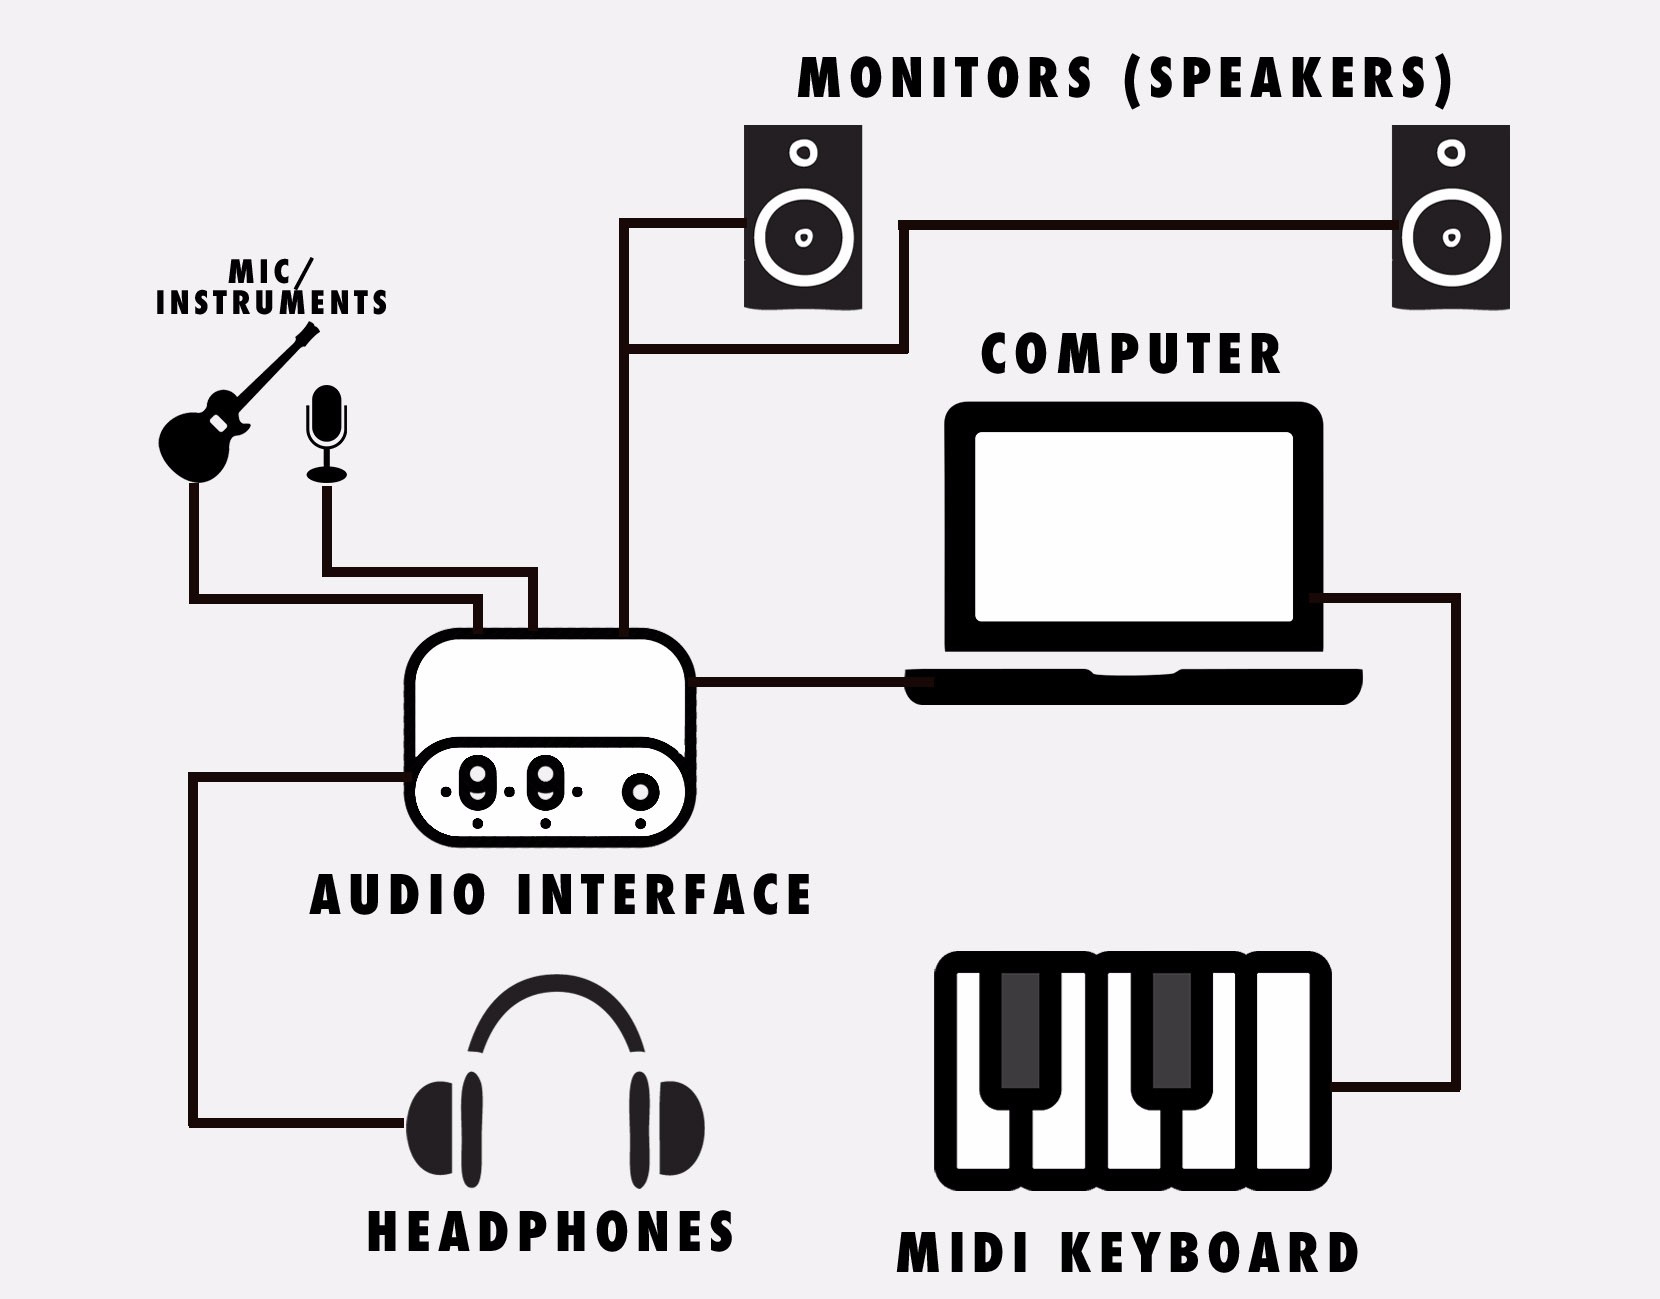 MONITORS (SPEAKERS)
MIC/
INSTRUMENTS
COMPUTER
AUDIO INTERFACE
HEADPHONES
MIDI KEYBOARD